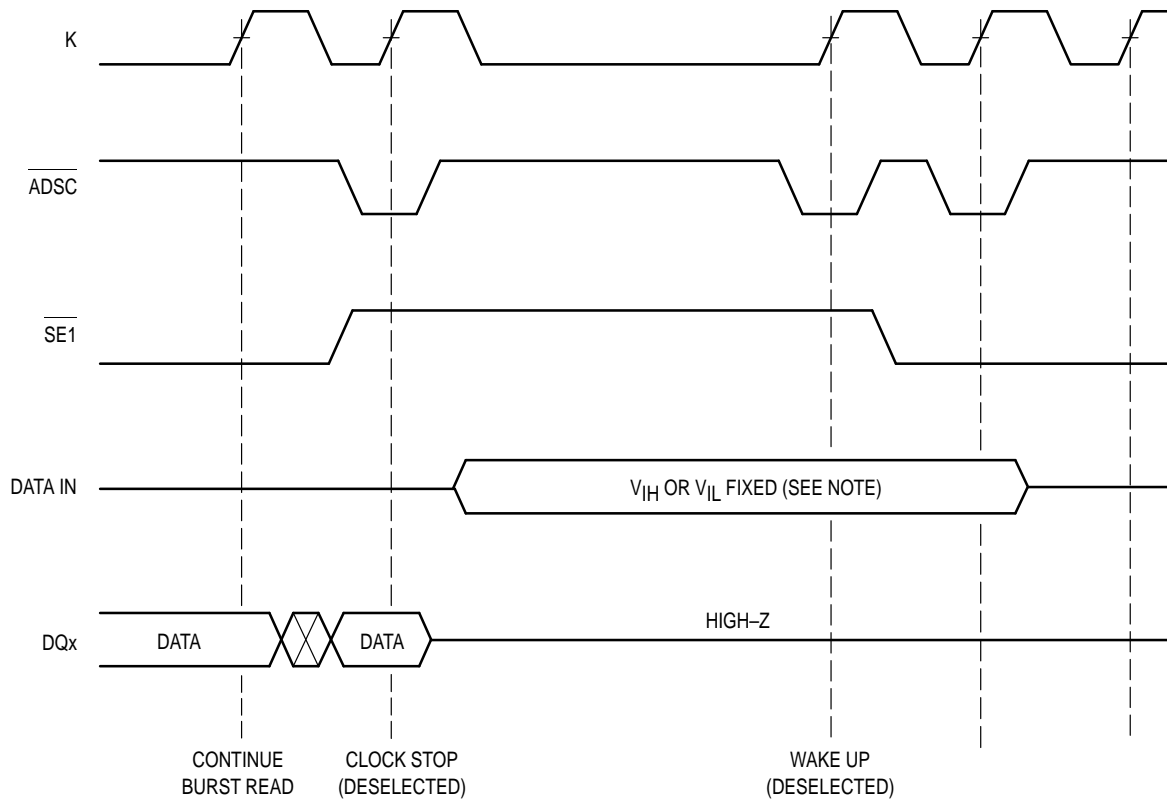 K
ADSC
SE1
DATA IN
VIH OR VIL FIXED (SEE NOTE)
DQx
DATA
DATA
HIGH–Z
CONTINUE
BURST READ
CLOCK STOP
(DESELECTED)
WAKE UP
(DESELECTED)